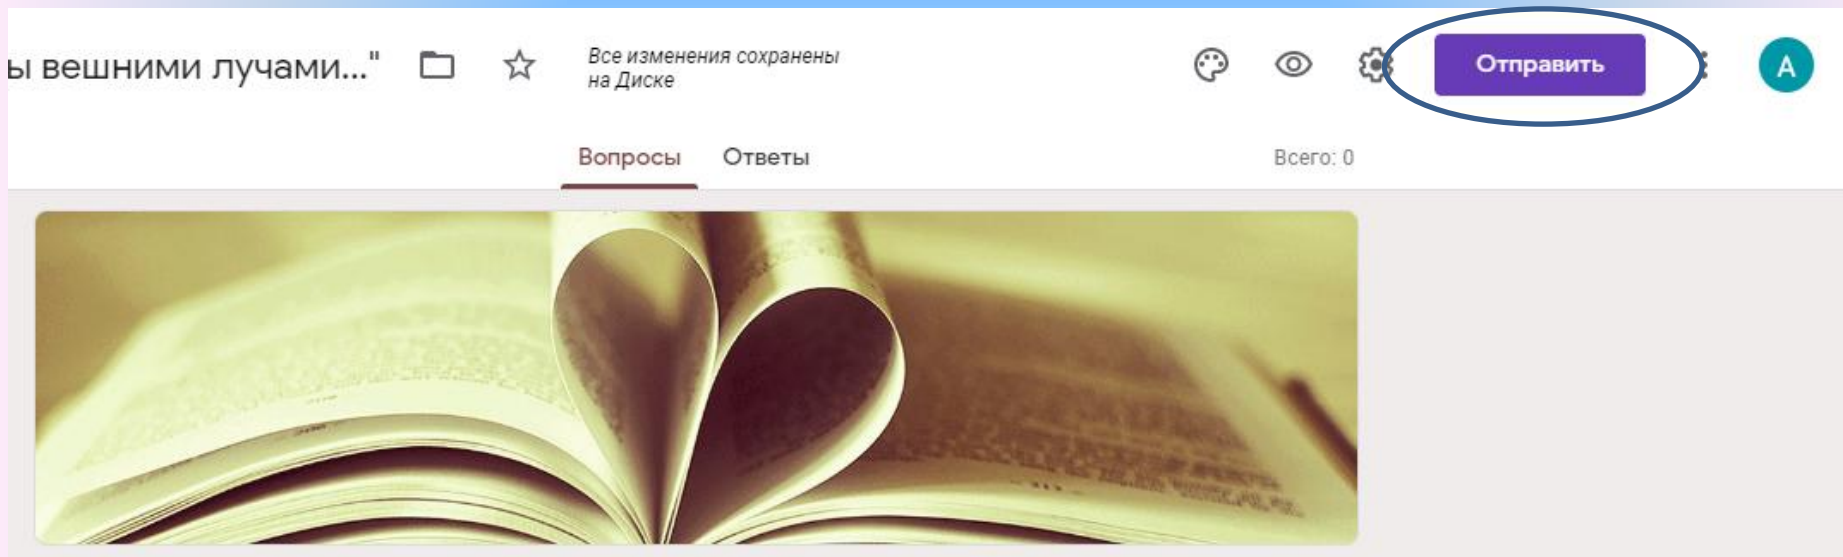 ы вешними лучами..."
Все изменения сохранены
на Диске
Отправить
А
Вопросы Ответы
Всего: 0